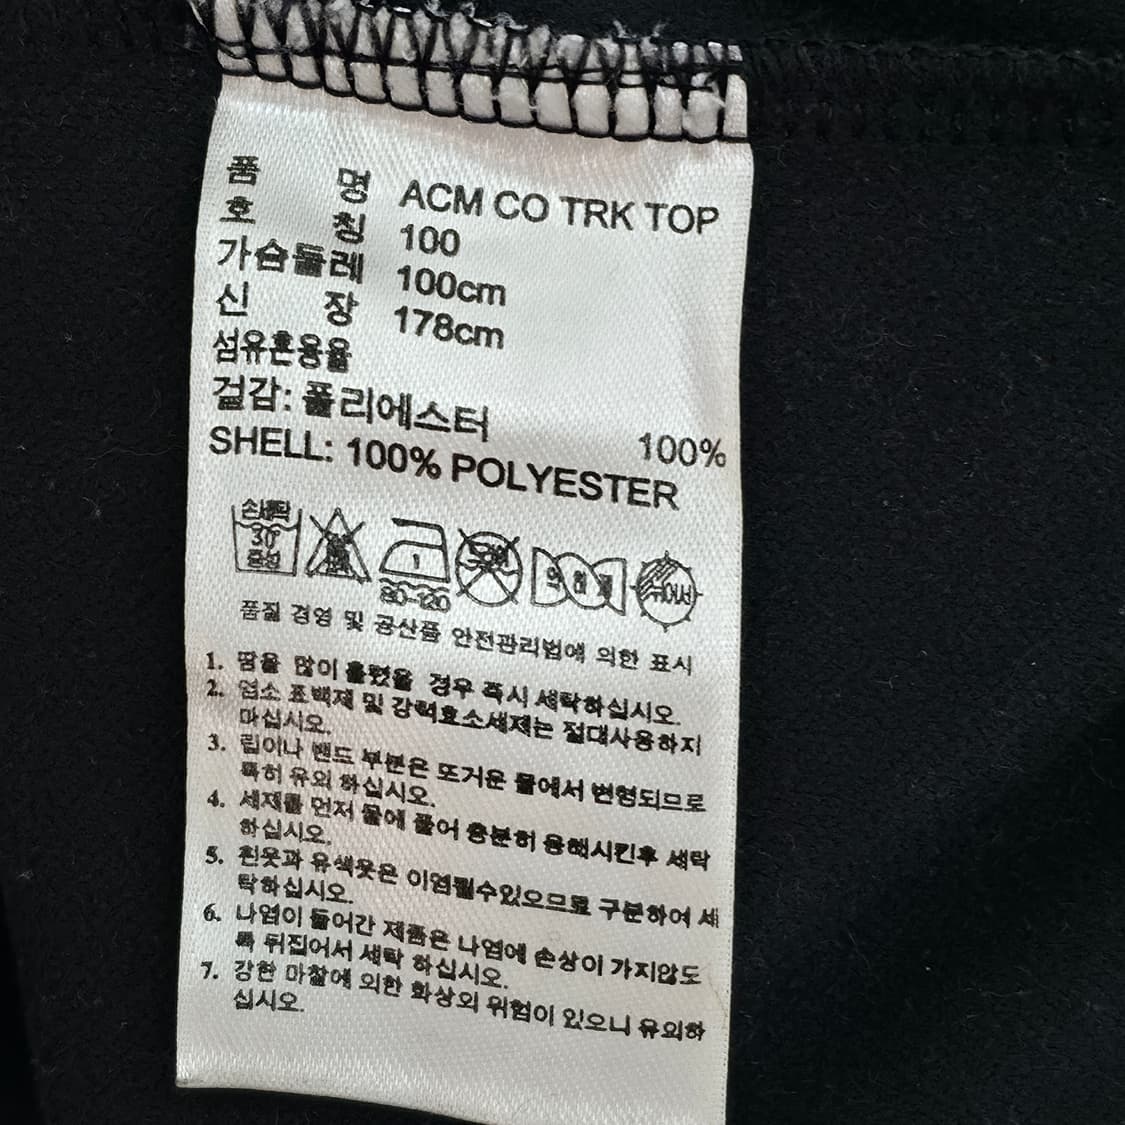 품 명 ACM CO TRK TOP
호 칭 100
가슴둘레 100cm
신 장 178cm
섬유혼용율
겉감: 폴리에스터 100%
SHELL: 100% POLYESTER
손세탁
30°
중성
1
80-120
약 하 게
뉘어서
품질 경영 및 공산품 안전관리법에 의한 표시
1. 땀을 많이 흘렸을 경우 즉시 세탁하십시오.
2. 염소 표백제 및 강력효소세제는 절대사용하지
마십시오.
3. 립이나 밴드 부분은 뜨거운 물에서 변형되므로
특히 유의 하십시오.
4. 세제를 먼저 물에 풀어 충분히 용해시킨후 세탁
하십시오.
5. 흰옷과 유색옷은 이염될수있으므로 구분하여 세
탁하십시오.
6. 나염이 들어간 제품은 나염에 손상이 가지않도
록 뒤집어서 세탁 하십시오.
7. 강한 마찰에 의한 화상의 위험이 있으니 유의하
십시오.